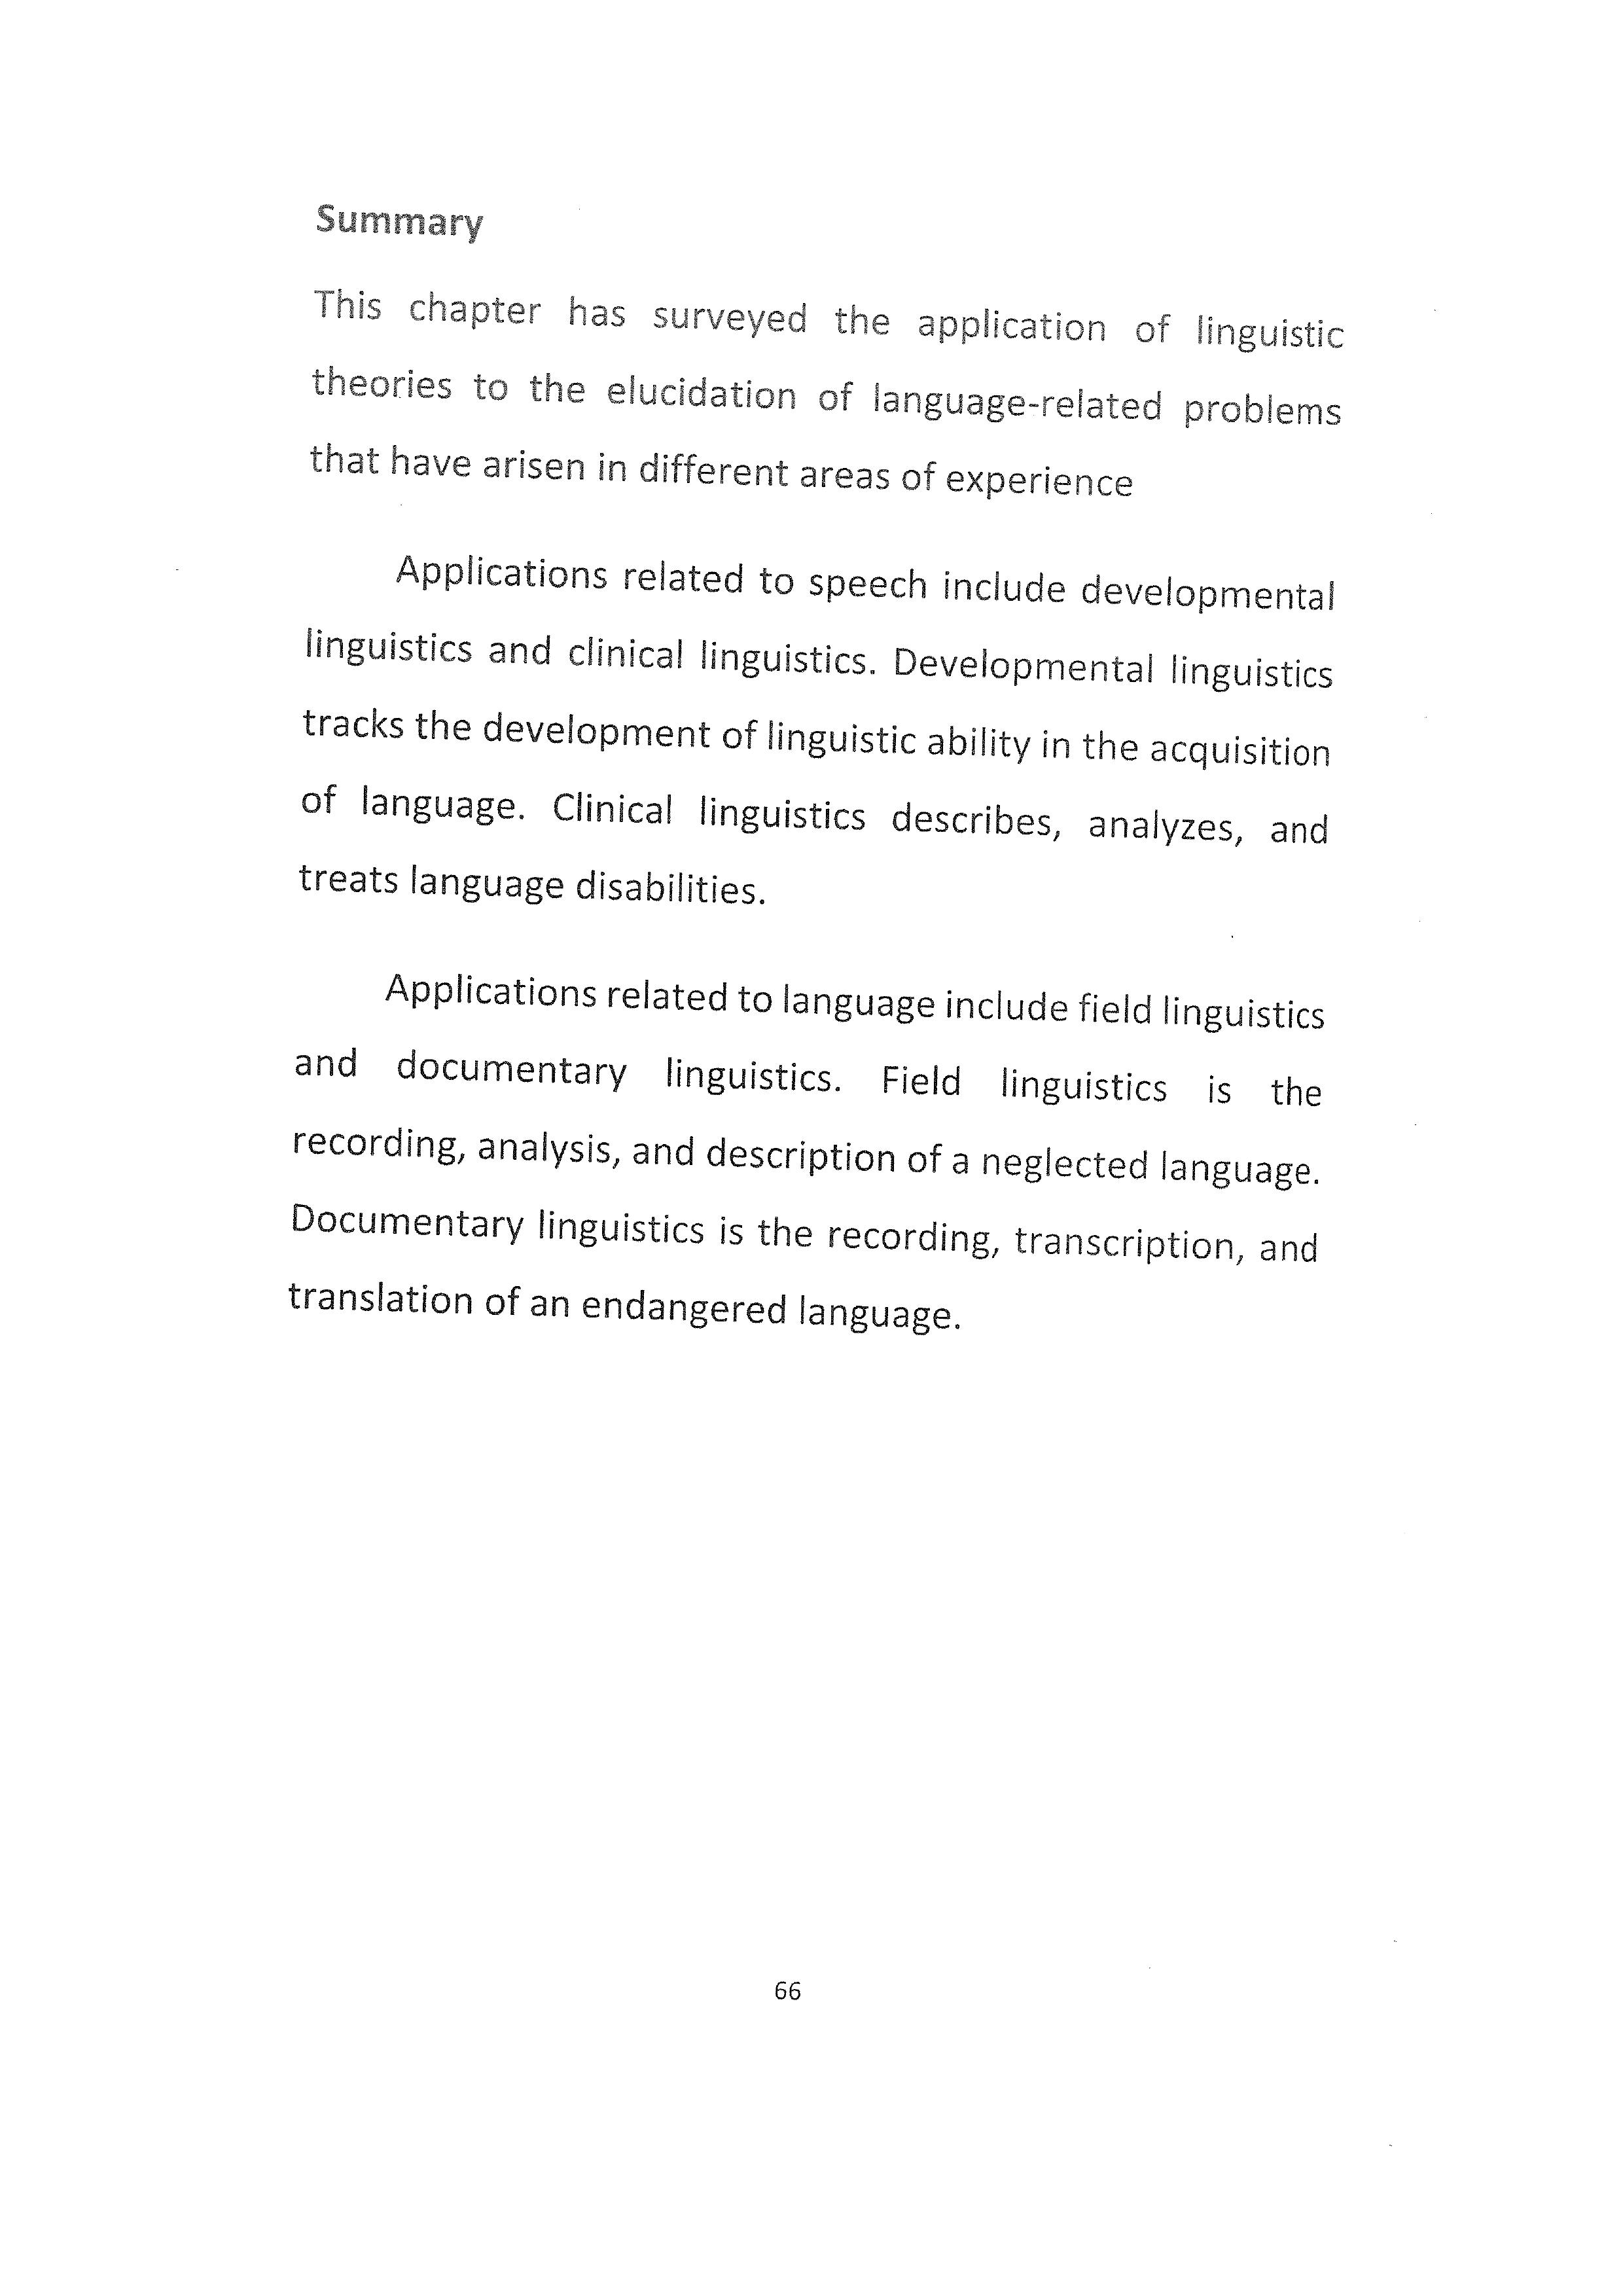 Summary
This chapter has surveyed the application of linguistic
theories to the elucidation of language-related problems
that have arisen in different areas of experience
Applications related to speech include developmental
linguistics and clinical linguistics. Developmental linguistics
tracks the development of linguistic ability in the acquisition
of language. Clinical linguistics describes, analyzes, and
treats language disabilities.
Applications related to language include field linguistics
and documentary linguistics. Field linguistics is the
recording, analysis, and description of a neglected language.
Documentary linguistics is the recording, transcription, and
translation of an endangered language.
66